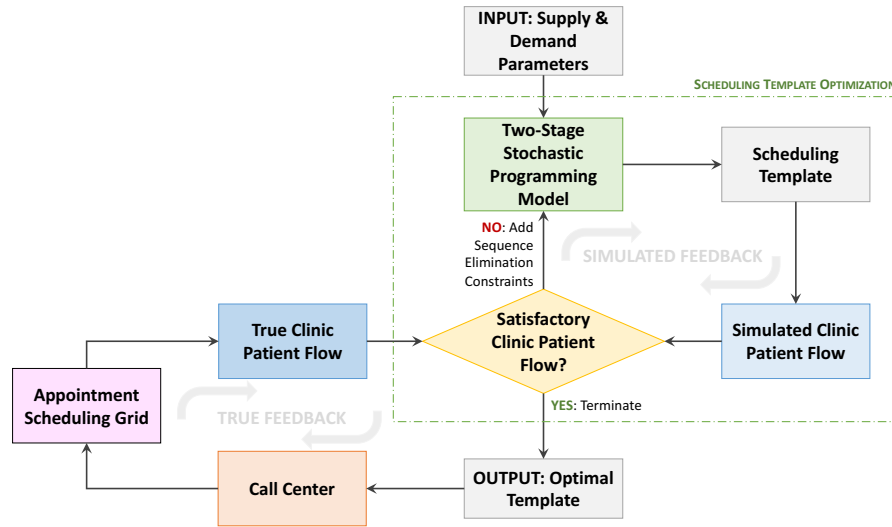 INPUT: Supply &
Demand
Parameters
SCHEDULING TEMPLATE OPTIMIZATION
Two-Stage
Stochastic
Programming
Model
Scheduling
Template
NO: Add
Sequence
Elimination
Constraints
SIMULATED FEEDBACK
True Clinic
Patient Flow
Satisfactory
Clinic Patient
Flow?
Simulated Clinic
Patient Flow
Appointment
Scheduling Grid
TRUE FEEDBACK
YES: Terminate
Call Center
OUTPUT: Optimal
Template